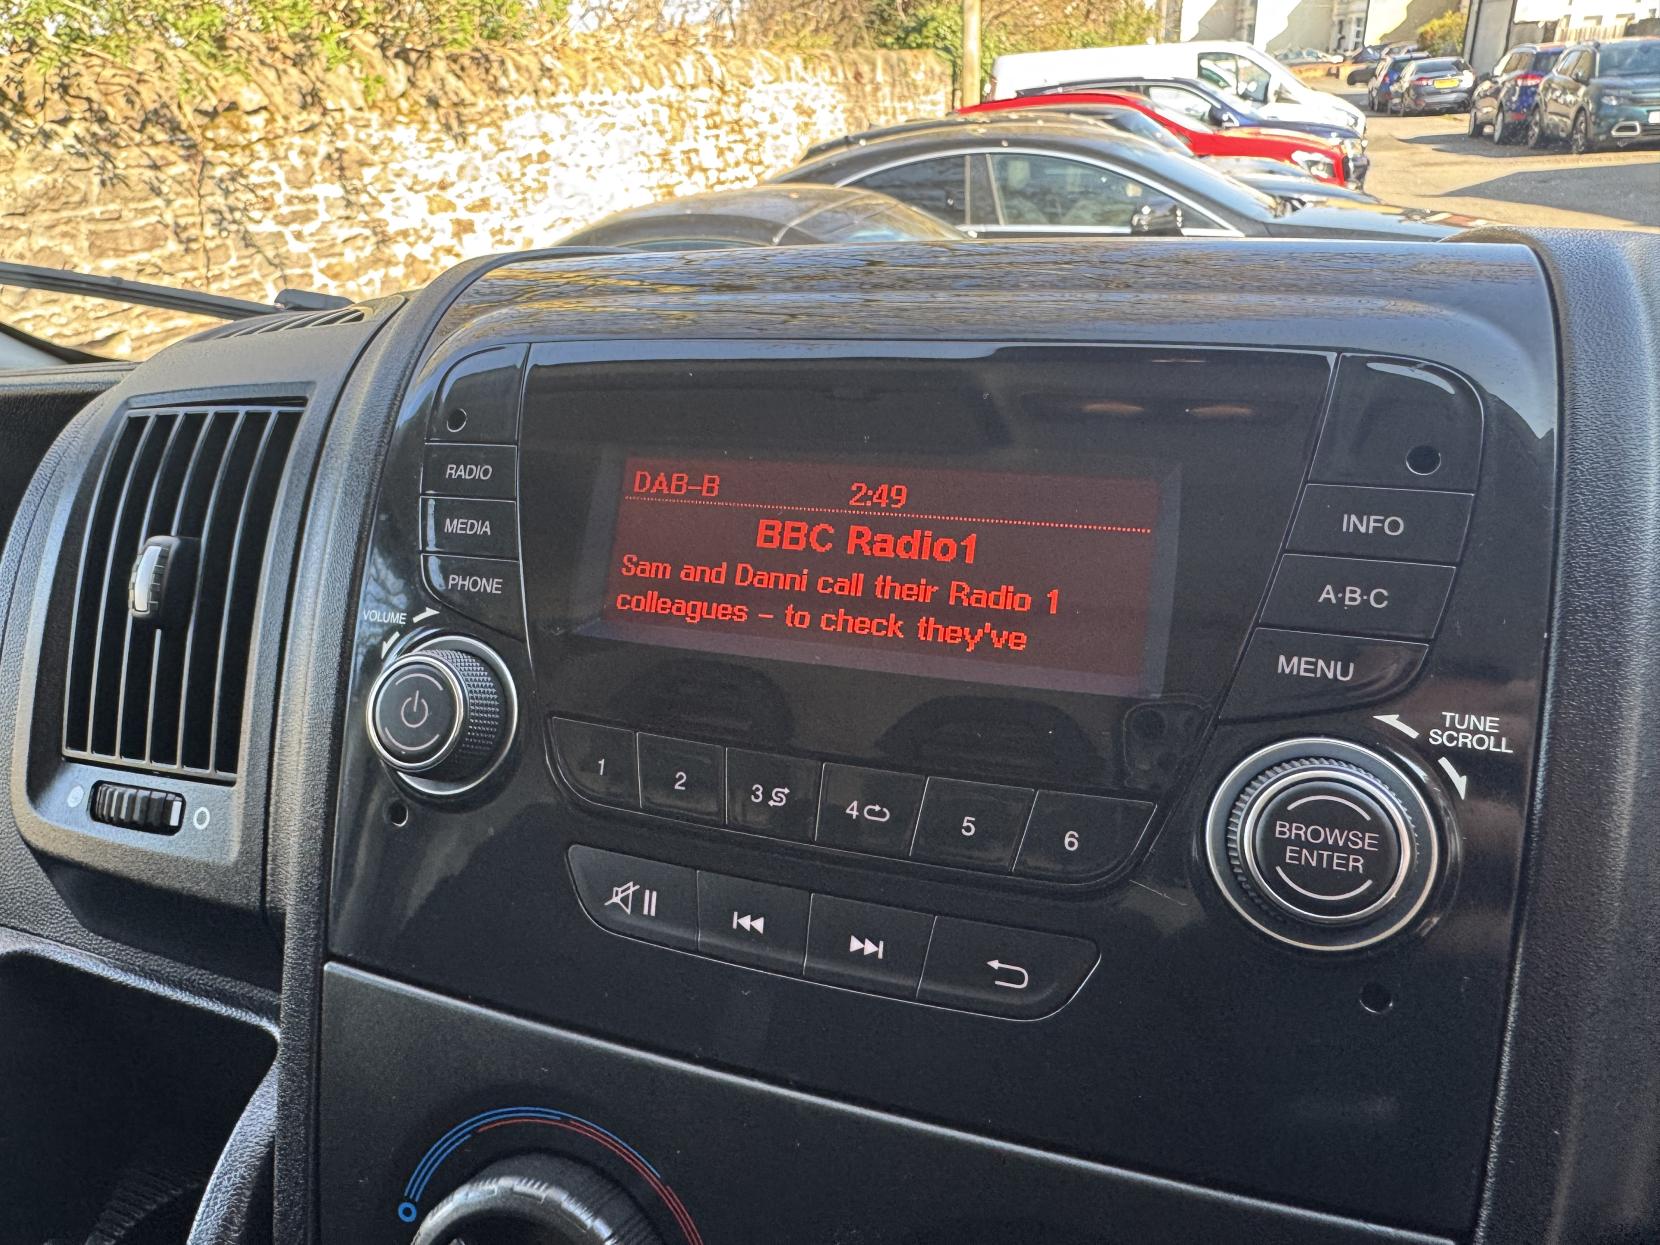 DAB-B 2:49
BBC Radio1
Sam and Danni call their Radio 1
colleagues – to check they've
RADIO
MEDIA
PHONE
VOLUME
INFO
A·B·C
MENU
TUNE
SCROLL
BROWSE
ENTER
1 2 3 4 5 6